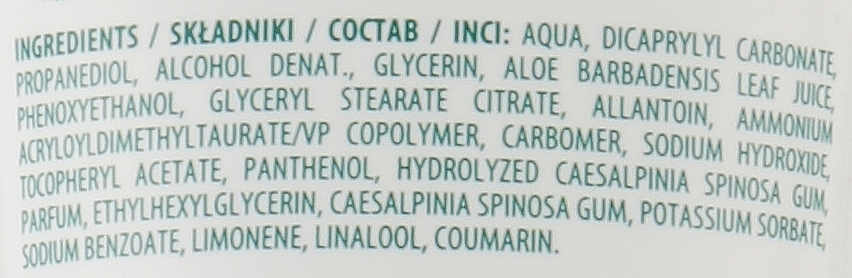 INGREDIENTS / SKŁADNIKI / СОСТАВ / INCI: AQUA, DICAPRYLYL CARBONATE,
PROPANEDIOL, ALCOHOL DENAT., GLYCERIN, ALOE BARBADENSIS LEAF JUICE,
PHENOXYETHANOL, GLYCERYL STEARATE CITRATE, ALLANTOIN, AMMONIUM
ACRYLOYLDIMETHYLTAURATE/VP COPOLYMER, CARBOMER, SODIUM HYDROXIDE,
TOCOPHERYL ACETATE, PANTHENOL, HYDROLYZED CAESALPINIA SPINOSA GUM,
PARFUM, ETHYLHEXYLGLYCERIN, CAESALPINIA SPINOSA GUM, POTASSIUM SORBATE,
SODIUM BENZOATE, LIMONENE, LINALOOL, COUMARIN.